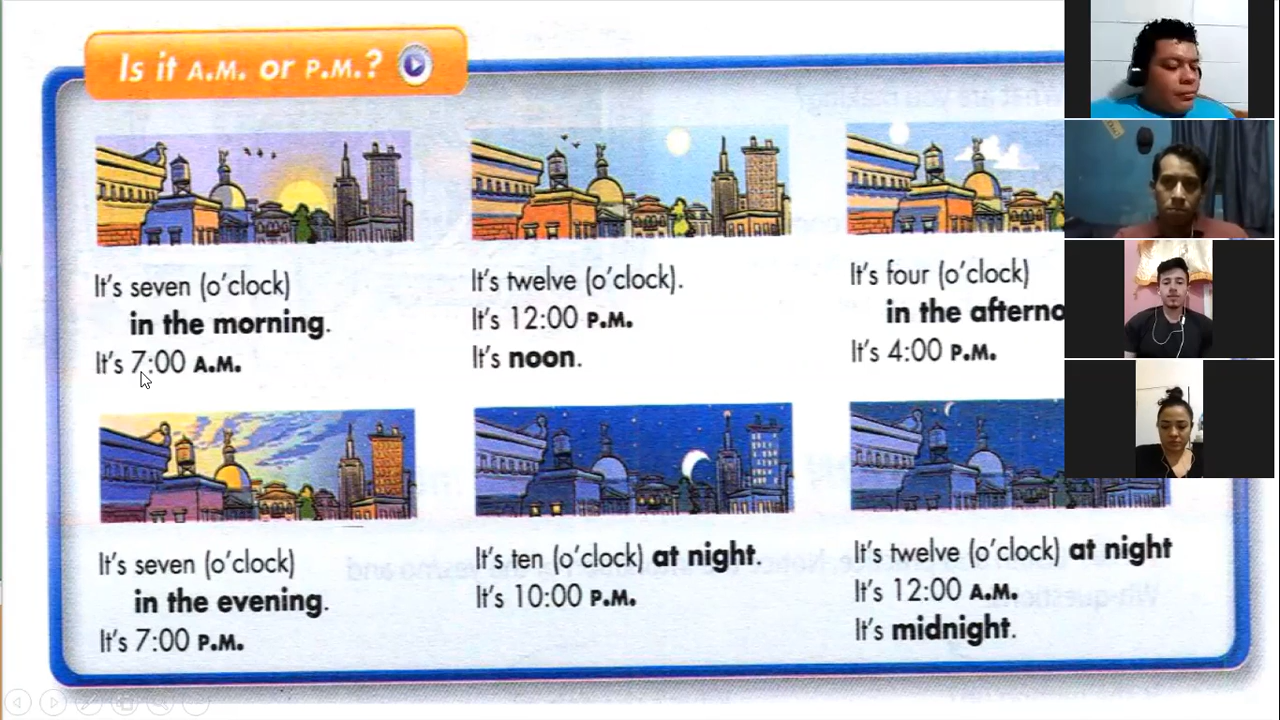 Is it A.M. or P.M.?
It's seven (o'clock)
in the morning.
It's 7:00 A.M.
It's twelve (o'clock).
It's 12:00 P.M.
It's noon.
It's four (o'clock)
in the afterno
It's 4:00 P.M.
It's seven (o'clock)
in the evening.
It's 7:00 P.M.
It's ten (o'clock) at night.
It's 10:00 P.M.
It's twelve (o'clock) at night
It's 12:00 A.M.
It's midnight.